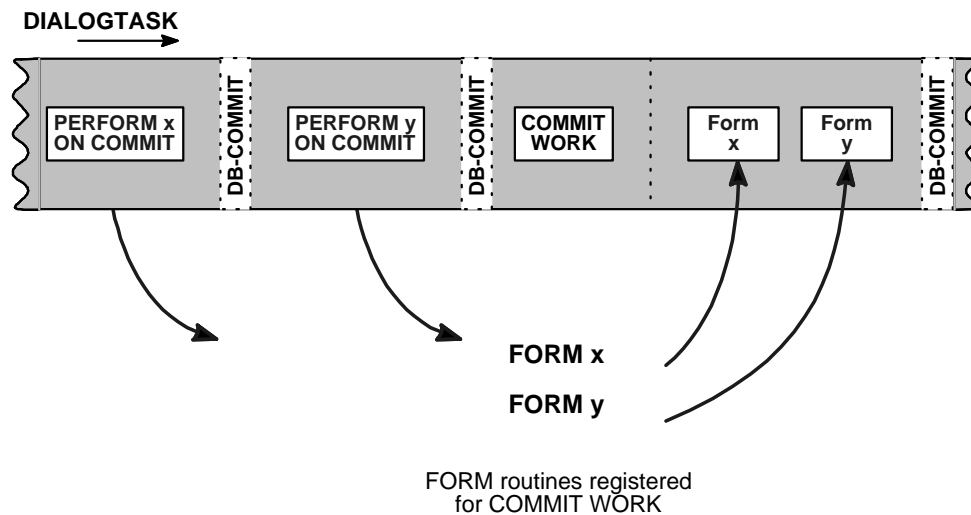 DIALOGTASK
PERFORM x
ON COMMIT
DB-COMMIT
PERFORM y
ON COMMIT
DB-COMMIT
COMMIT
WORK
Form
x
Form
y
DB-COMMIT
FORM x
FORM y
FORM routines registered
for COMMIT WORK